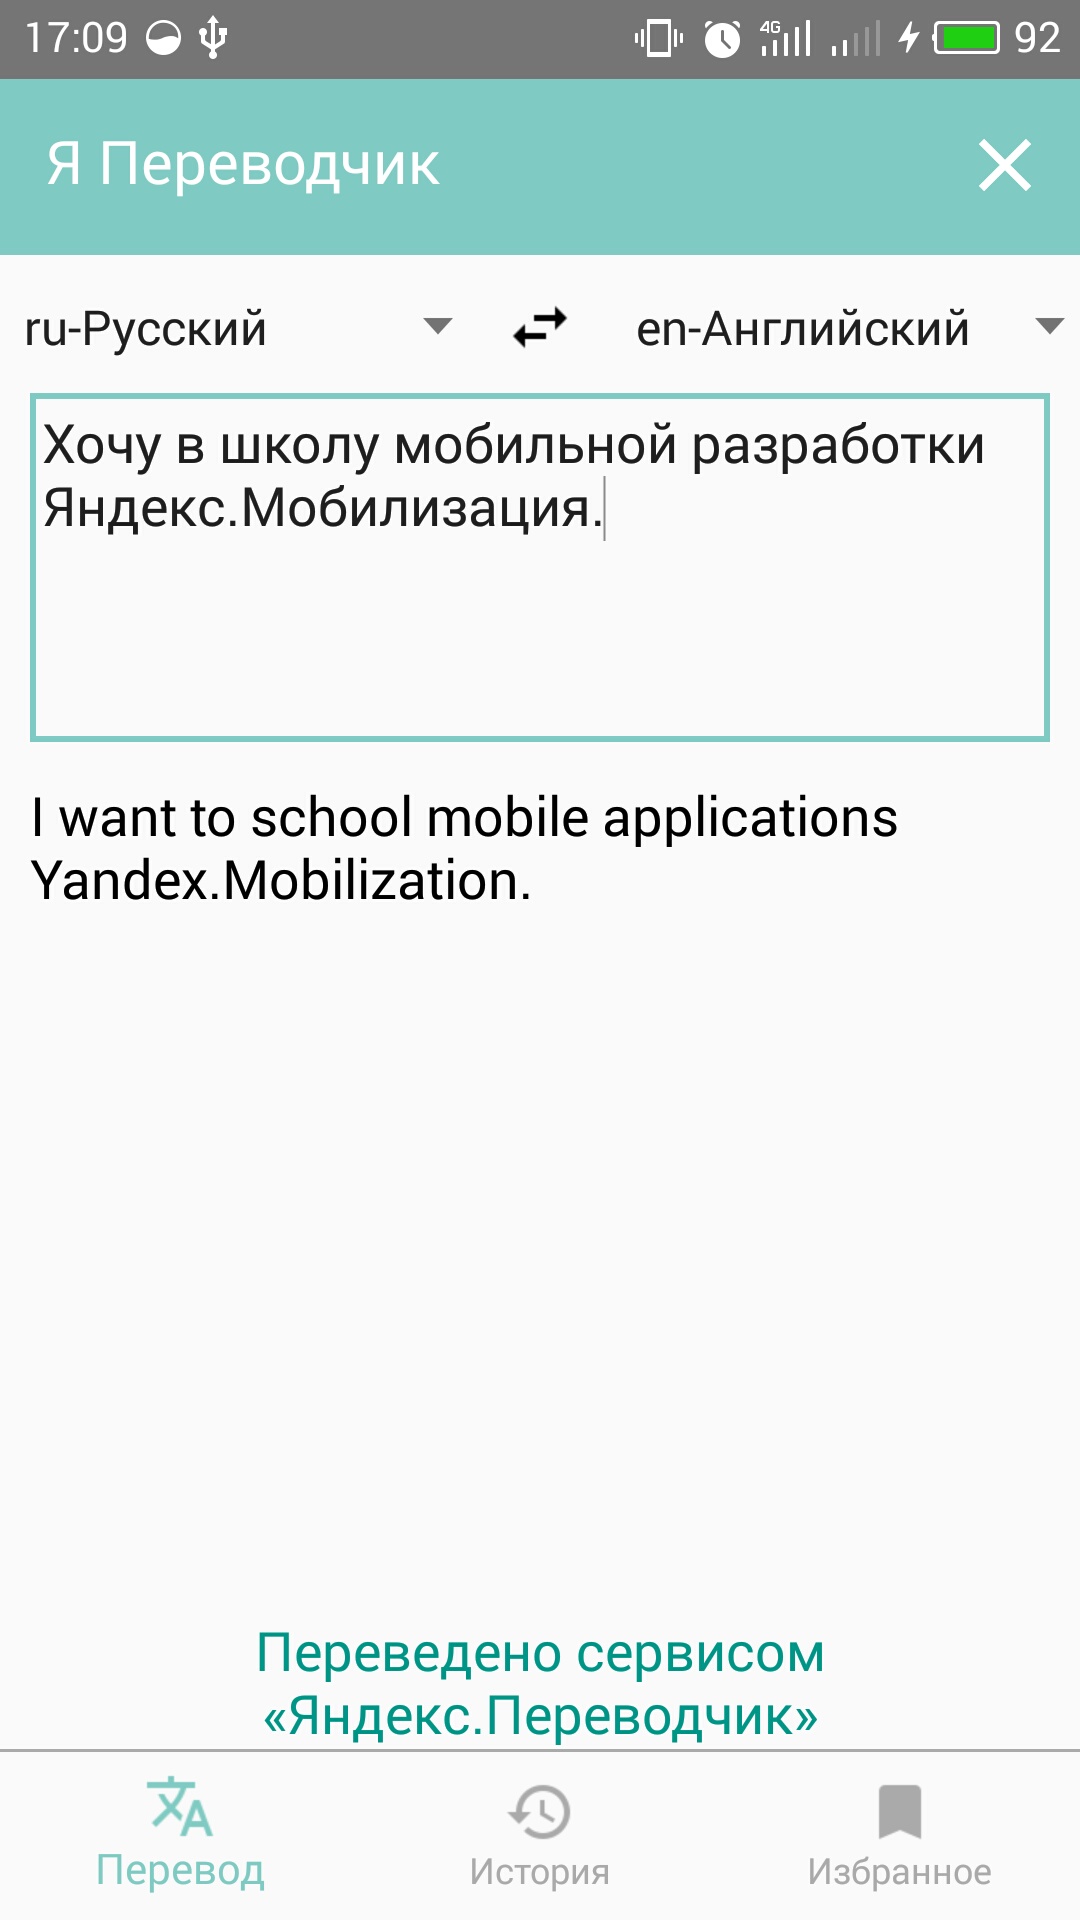 17:09
4G
92
Я Переводчик
ru-Русский
en-Английский
Хочу в школу мобильной разработки
Яндекс.Мобилизация.
I want to school mobile applications
Yandex.Mobilization.
Переведено сервисом
«Яндекс.Переводчик»
Перевод
История
Избранное